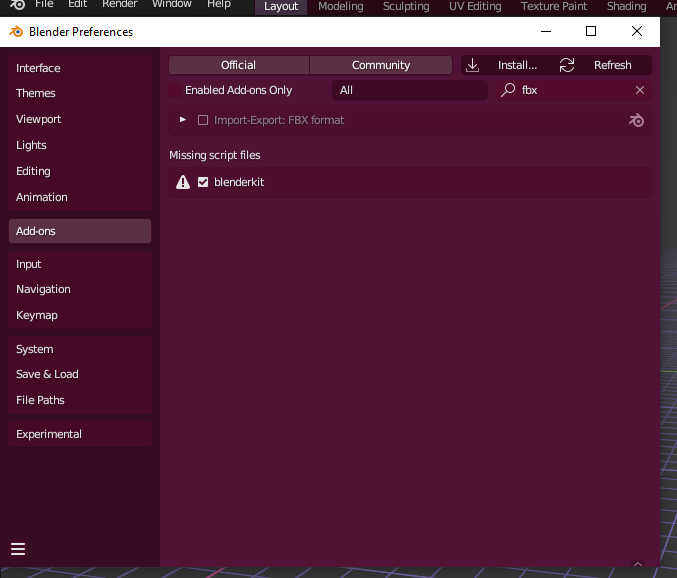 File Edit Render Window Help Layout Modeling Sculpting UV Editing Texture Paint Shading
Blender Preferences
Interface
Themes
Viewport
Lights
Editing
Animation
Add-ons
Input
Navigation
Keymap
System
Save & Load
File Paths
Experimental
Official Community Install... Refresh
Enabled Add-ons Only All fbx
Import-Export: FBX format
Missing script files
blenderkit